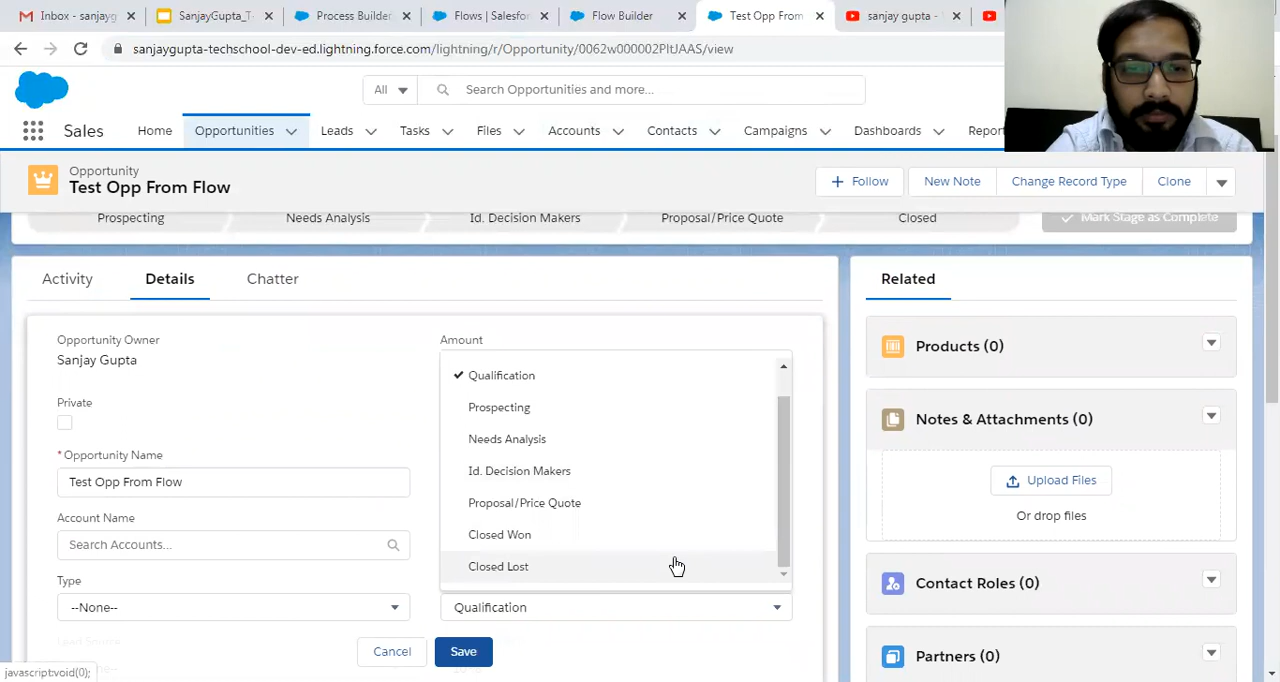 Inbox - sanjayg
SanjayGupta_T
Process Builder
Flows | Salesfor
Flow Builder
Test Opp From
sanjay gupta -
sanjaygupta-techschool-dev-ed.lightning.force.com/lightning/r/Opportunity/0062w000002PltJAAS/view
All
Search Opportunities and more...
Sales
Home
Opportunities
Leads
Tasks
Files
Accounts
Contacts
Campaigns
Dashboards
Report
Opportunity
Test Opp From Flow
Follow
New Note
Change Record Type
Clone
Prospecting
Needs Analysis
Id. Decision Makers
Proposal/Price Quote
Closed
Mark Stage as Complete
Activity
Details
Chatter
Related
Opportunity Owner
Sanjay Gupta
Private
*Opportunity Name
Test Opp From Flow
Account Name
Search Accounts...
Type
--None--
Lead Source
Amount
Qualification
Prospecting
Needs Analysis
Id. Decision Makers
Proposal/Price Quote
Closed Won
Closed Lost
Qualification
Cancel
Save
Products (0)
Notes & Attachments (0)
Upload Files
Or drop files
Contact Roles (0)
Partners (0)
javascript:void(0);